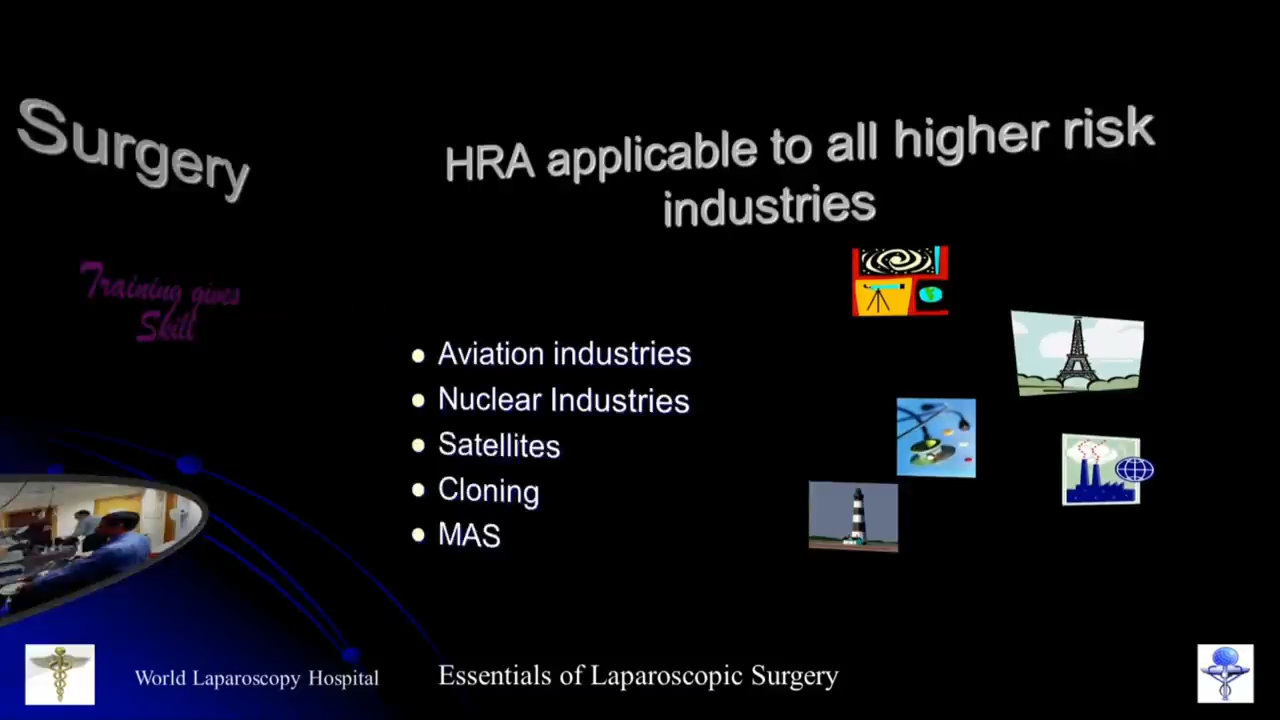 Surgery
Training gives
Skill
HRA applicable to all higher risk
industries
Aviation industries
Nuclear Industries
Satellites
Cloning
MAS
World Laparoscopy Hospital
Essentials of Laparoscopic Surgery